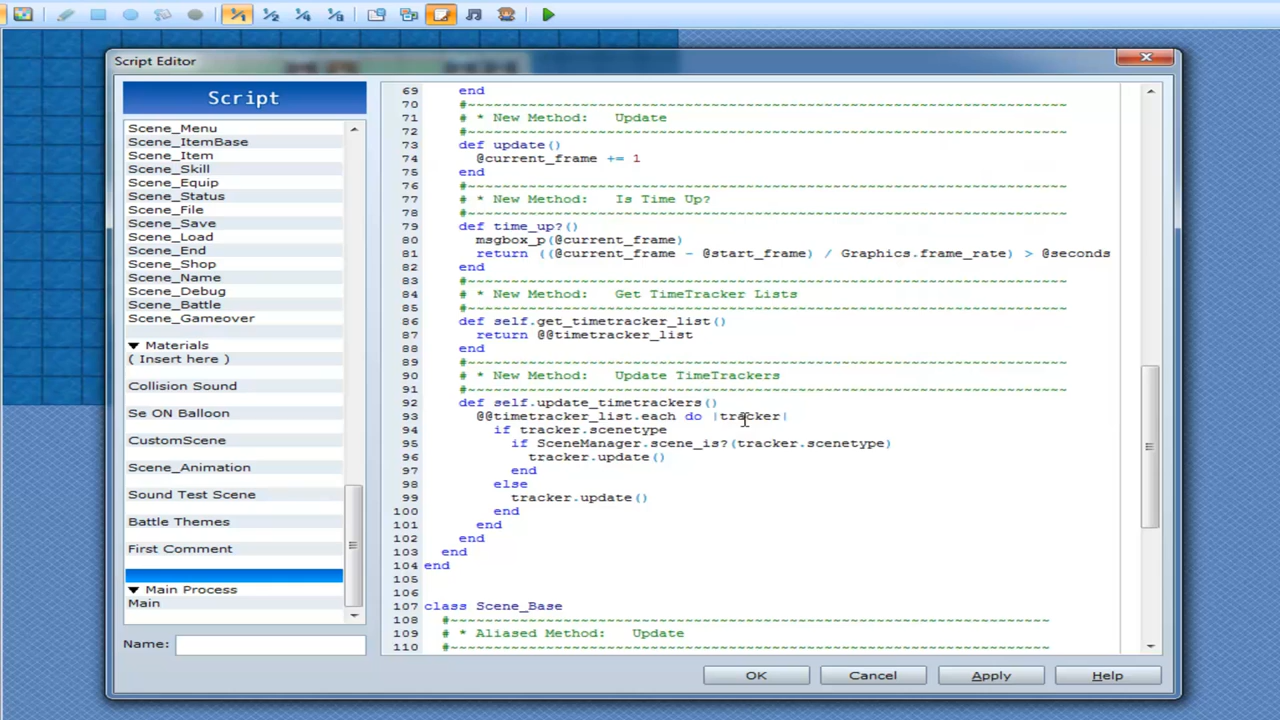 1/1 1/2 1/4 1/8
Script Editor
Script
Scene_Menu
Scene_ItemBase
Scene_Item
Scene_Skill
Scene_Equip
Scene_Status
Scene_File
Scene_Save
Scene_Load
Scene_End
Scene_Shop
Scene_Name
Scene_Debug
Scene_Battle
Scene_Gameover
▼ Materials
( Insert here )
Collision Sound
Se ON Balloon
CustomScene
Scene_Animation
Sound Test Scene
Battle Themes
First Comment
▼ Main Process
Main
Name:
69 end
70 #~~~~~~~~~~~~~~~~~~~~~~~~~~~~~~~~~~~~~~~~~~~~~~~~~~~~~~~~~~~~~~~~~~~~~
71 # * New Method: Update
72 #~~~~~~~~~~~~~~~~~~~~~~~~~~~~~~~~~~~~~~~~~~~~~~~~~~~~~~~~~~~~~~~~~~~~~
73 def update()
74 @current_frame += 1
75 end
76 #~~~~~~~~~~~~~~~~~~~~~~~~~~~~~~~~~~~~~~~~~~~~~~~~~~~~~~~~~~~~~~~~~~~~~
77 # * New Method: Is Time Up?
78 #~~~~~~~~~~~~~~~~~~~~~~~~~~~~~~~~~~~~~~~~~~~~~~~~~~~~~~~~~~~~~~~~~~~~~
79 def time_up?()
80 msgbox_p(@current_frame)
81 return ((@current_frame - @start_frame) / Graphics.frame_rate) > @seconds
82 end
83 #~~~~~~~~~~~~~~~~~~~~~~~~~~~~~~~~~~~~~~~~~~~~~~~~~~~~~~~~~~~~~~~~~~~~~
84 # * New Method: Get TimeTracker Lists
85 #~~~~~~~~~~~~~~~~~~~~~~~~~~~~~~~~~~~~~~~~~~~~~~~~~~~~~~~~~~~~~~~~~~~~~
86 def self.get_timetracker_list()
87 return @@timetracker_list
88 end
89 #~~~~~~~~~~~~~~~~~~~~~~~~~~~~~~~~~~~~~~~~~~~~~~~~~~~~~~~~~~~~~~~~~~~~~
90 # * New Method: Update TimeTrackers
91 #~~~~~~~~~~~~~~~~~~~~~~~~~~~~~~~~~~~~~~~~~~~~~~~~~~~~~~~~~~~~~~~~~~~~~
92 def self.update_timetrackers()
93 @@timetracker_list.each do |tracker|
94 if tracker.scenetype
95 if SceneManager.scene_is?(tracker.scenetype)
96 tracker.update()
97 end
98 else
99 tracker.update()
100 end
101 end
102 end
103 end
104 end
105
106
107 class Scene_Base
108 #~~~~~~~~~~~~~~~~~~~~~~~~~~~~~~~~~~~~~~~~~~~~~~~~~~~~~~~~~~~~~~~~~~~~~
109 # * Aliased Method: Update
110 #~~~~~~~~~~~~~~~~~~~~~~~~~~~~~~~~~~~~~~~~~~~~~~~~~~~~~~~~~~~~~~~~~~~~~
OK Cancel Apply Help